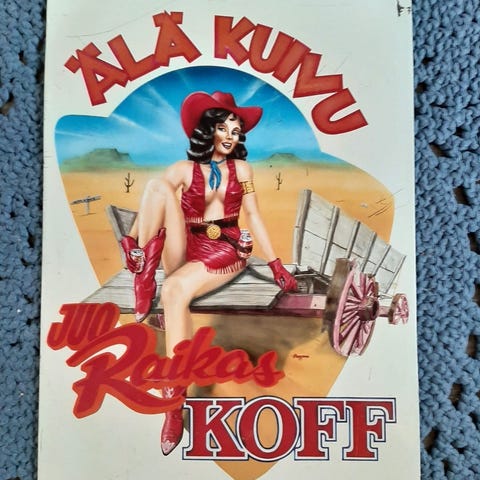 ÄLÄ KUIVU
JUO
Raikas
KOFF